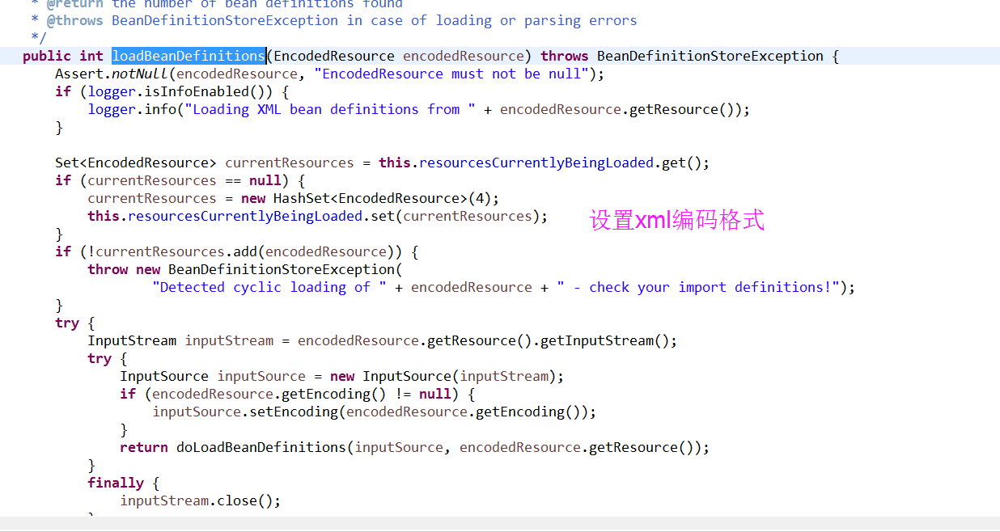 * @return the number of bean definitions found
* @throws BeanDefinitionStoreException in case of loading or parsing errors
*/
public int loadBeanDefinitions(EncodedResource encodedResource) throws BeanDefinitionStoreException {
Assert.notNull(encodedResource, "EncodedResource must not be null");
if (logger.isInfoEnabled()) {
logger.info("Loading XML bean definitions from " + encodedResource.getResource());
}
Set<EncodedResource> currentResources = this.resourcesCurrentlyBeingLoaded.get();
if (currentResources == null) {
currentResources = new HashSet<EncodedResource>(4);
this.resourcesCurrentlyBeingLoaded.set(currentResources);
设置xml编码格式
}
if (!currentResources.add(encodedResource)) {
throw new BeanDefinitionStoreException(
"Detected cyclic loading of " + encodedResource + " - check your import definitions!");
}
try {
InputStream inputStream = encodedResource.getResource().getInputStream();
try {
InputSource inputSource = new InputSource(inputStream);
if (encodedResource.getEncoding() != null) {
inputSource.setEncoding(encodedResource.getEncoding());
}
return doLoadBeanDefinitions(inputSource, encodedResource.getResource());
}
finally {
inputStream.close();